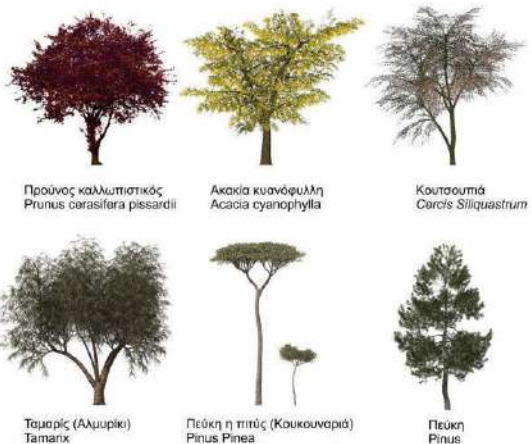 Προύνος καλλωπιστικός
Prunus cerasifera pissardii
Ακακία κυανόφυλλη
Acacia cyanophylla
Κουτσουπιά
Cercis Siliquastrum
Ταμαρίς (Αλμυρίκι)
Tamarix
Πεύκη η πιτύς (Κουκουναριά)
Pinus Pinea
Πεύκη
Pinus